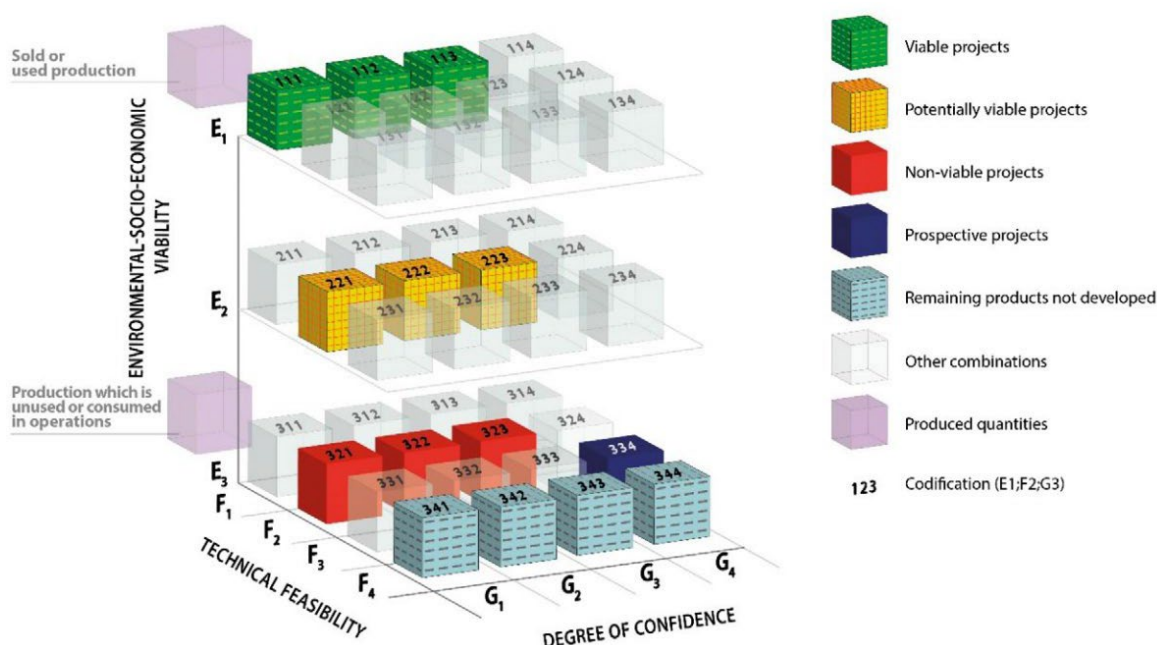 Sold or
used production
ENVIRONMENTAL-SOCIO-ECONOMIC
VIABILITY
Production which is
unused or consumed
in operations
E1
E2
E3
F1
F2
F3
F4
TECHNICAL FEASIBILITY
G1
G2
G3
G4
DEGREE OF CONFIDENCE
111
112
113
114
123
124
131
132
133
134
211
212
213
214
221
222
223
224
231
232
233
234
311
312
313
314
321
322
323
324
331
332
333
334
341
342
343
344
Viable projects
Potentially viable projects
Non-viable projects
Prospective projects
Remaining products not developed
Other combinations
Produced quantities
123 Codification (E1;F2;G3)